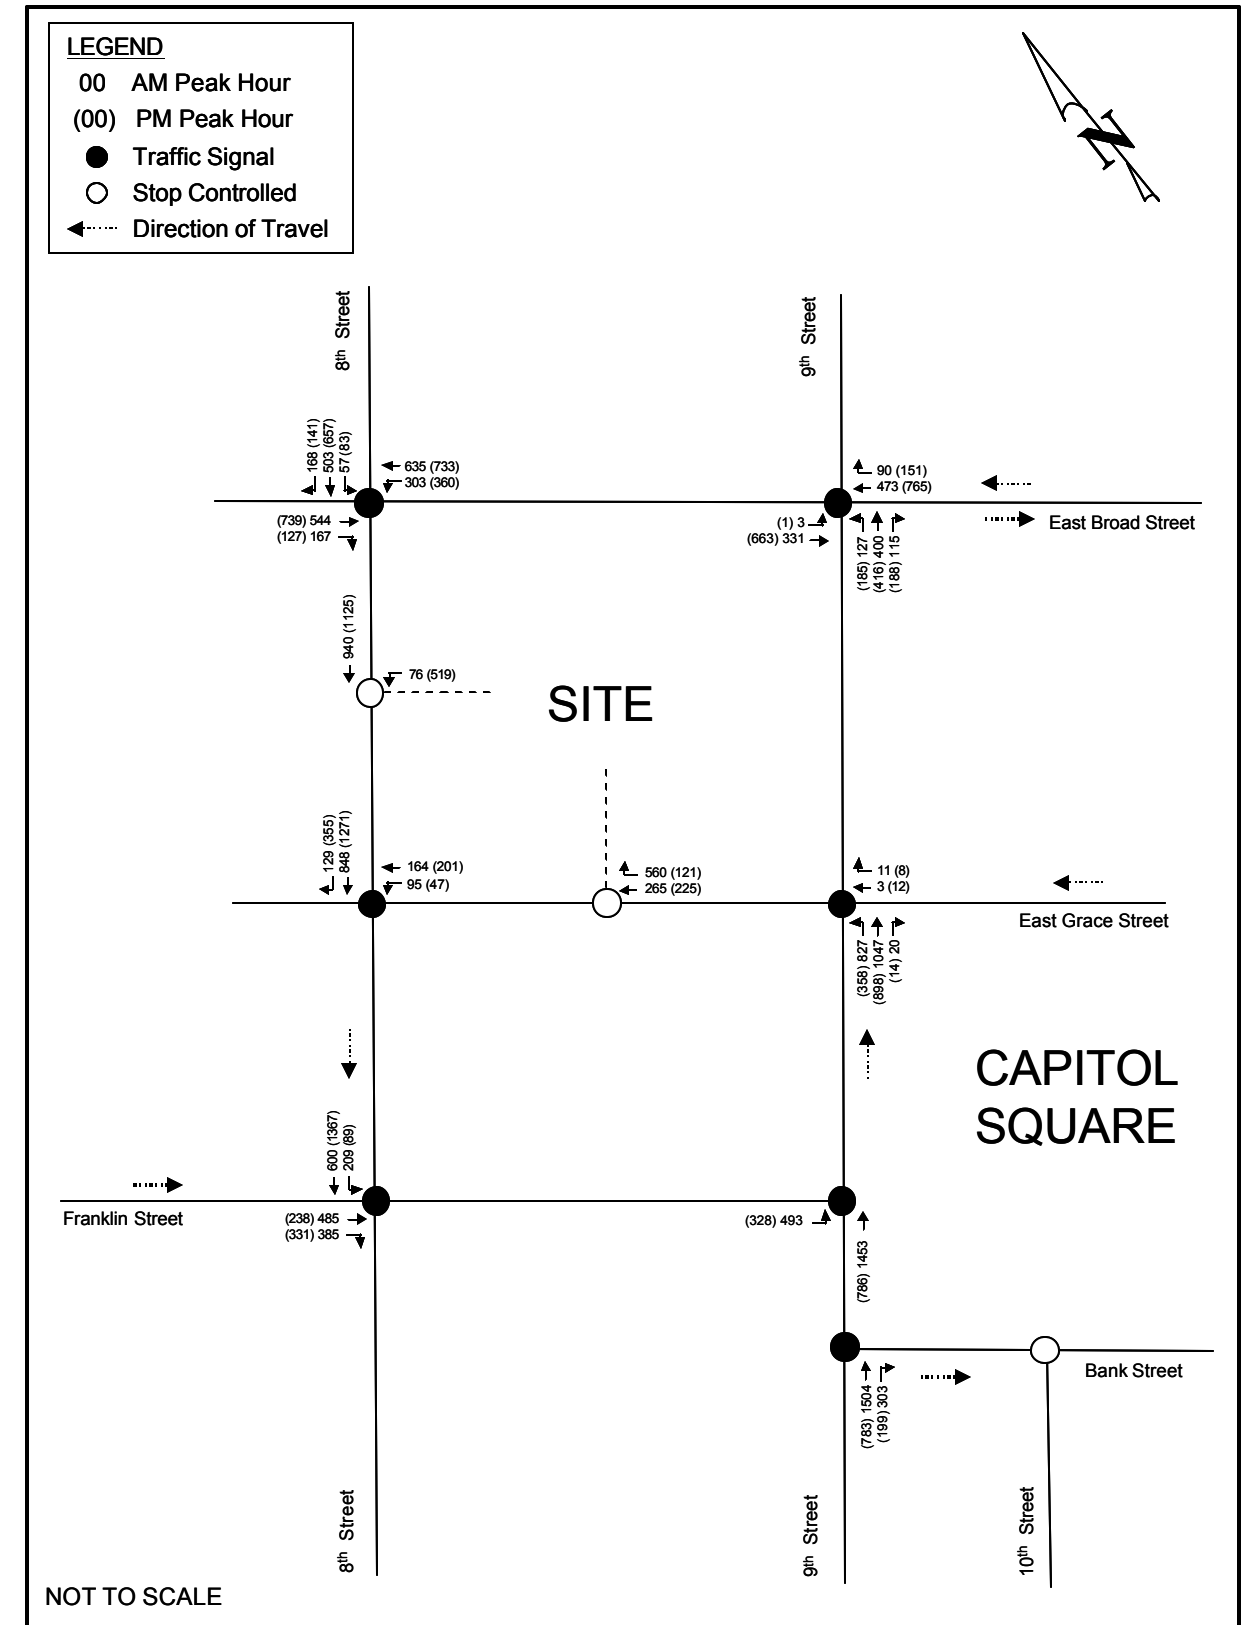 LEGEND
00 AM Peak Hour
(00) PM Peak Hour
Traffic Signal
Stop Controlled
Direction of Travel
N
8th Street
9th Street
168 (141)
503 (657)
57 (83)
635 (733)
303 (360)
(739) 544
(127) 167
90 (151)
473 (765)
(1) 3
(663) 331
(185) 127
(416) 400
(188) 115
East Broad Street
940 (1125)
76 (519)
SITE
129 (355)
848 (1271)
164 (201)
95 (47)
560 (121)
265 (225)
11 (8)
3 (12)
East Grace Street
(358) 827
(898) 1047
(14) 20
CAPITOL
SQUARE
600 (1367)
209 (89)
Franklin Street
(238) 485
(331) 385
(328) 493
(786) 1453
Bank Street
(783) 1504
(199) 303
8th Street
9th Street
10th Street
NOT TO SCALE